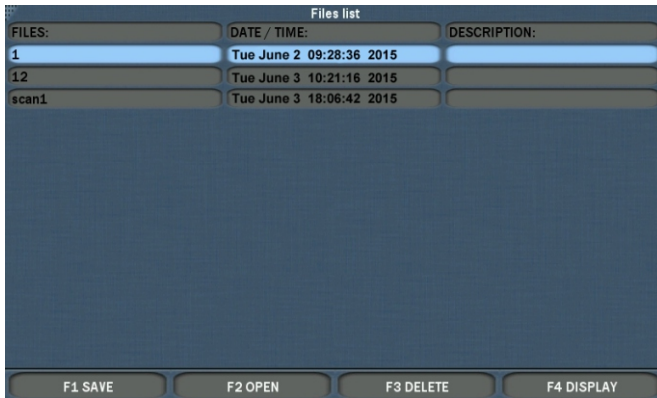 Files list
FILES: DATE / TIME: DESCRIPTION:
1 Tue June 2 09:28:36 2015
12 Tue June 3 10:21:16 2015
scan1 Tue June 3 18:06:42 2015
F1 SAVE F2 OPEN F3 DELETE F4 DISPLAY